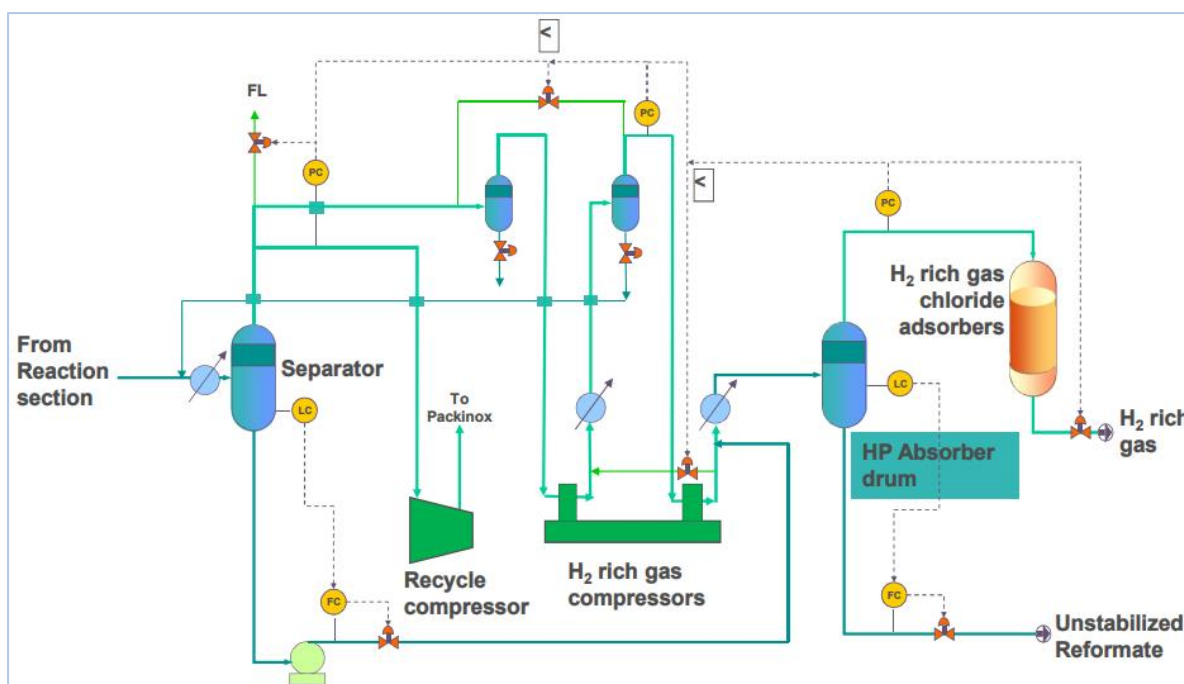 <
FL
PC
PC
<
PC
H₂ rich gas
chloride
adsorbers
From
Reaction
section
Separator
LC
To
Packinox
LC
H₂ rich
gas
HP Absorber
drum
Recycle
compressor
H₂ rich gas
compressors
FC
FC
Unstabilized
Reformate